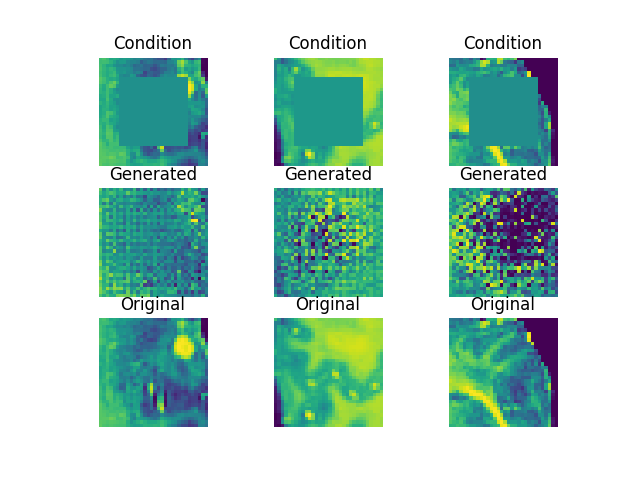 Condition Condition Condition
Generated Generated Generated
Original Original Original